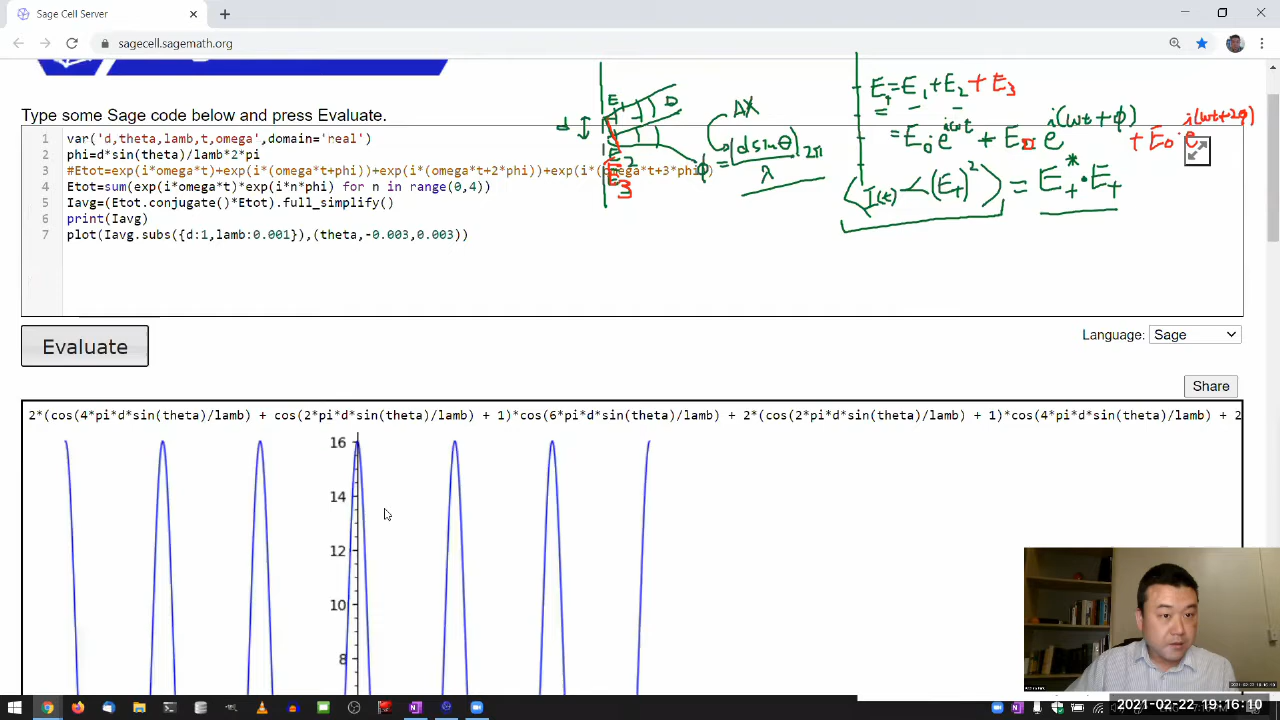 Sage Cell Server
sagecell.sagemath.org
Type some Sage code below and press Evaluate.
1 var('d,theta,lamb,t,omega',domain='real')
2 phi=d*sin(theta)/lamb*2*pi
3 #Etot=exp(i*omega*t)+exp(i*(omega*t+phi))+exp(i*(omega*t+2*phi))+exp(i*(omega*t+3*phi))
4 Etot=sum(exp(i*omega*t)*exp(i*n*phi) for n in range(0,4))
5 Iavg=(Etot.conjugate()*Etot).full_simplify()
6 print(Iavg)
7 plot(Iavg.subs({d:1,lamb:0.001}),(theta,-0.003,0.003))
d
E
D
E2
E3
ΔX
φ = (d sinθ) 2π
λ
E+ = E1 + E2 + E3
= E0 e^iωt + E0 e^i(ωt+φ) + E0 e^i(ωt+2φ)
⟨I(t) ∝ (E+)²⟩ = E+* · E+
Evaluate
Language: Sage
Share
2*(cos(4*pi*d*sin(theta)/lamb) + cos(2*pi*d*sin(theta)/lamb) + 1)*cos(6*pi*d*sin(theta)/lamb) + 2*(cos(2*pi*d*sin(theta)/lamb) + 1)*cos(4*pi*d*sin(theta)/lamb) + 2
16
14
12
10
8
2021-02-22 19:16:10